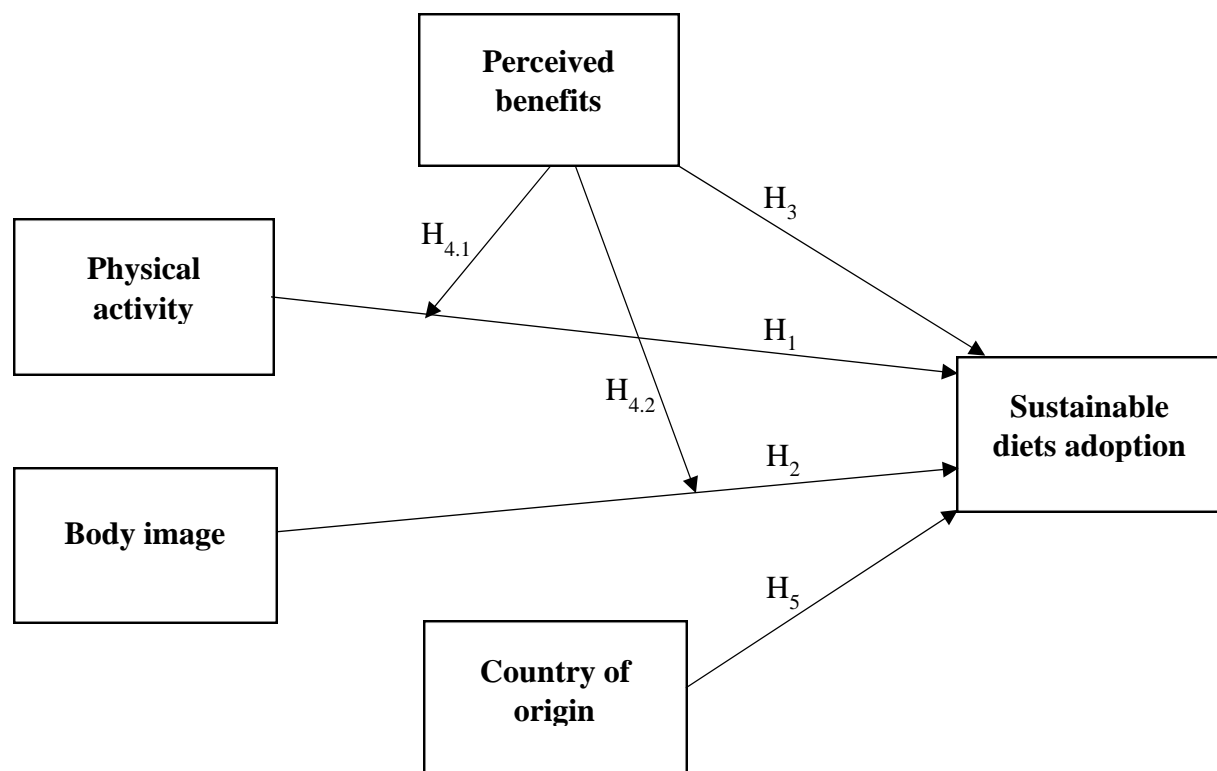 Perceived
benefits
H3
H4.1
Physical
activity
H1
H4.2
Sustainable
diets adoption
H2
Body image
H5
Country of
origin